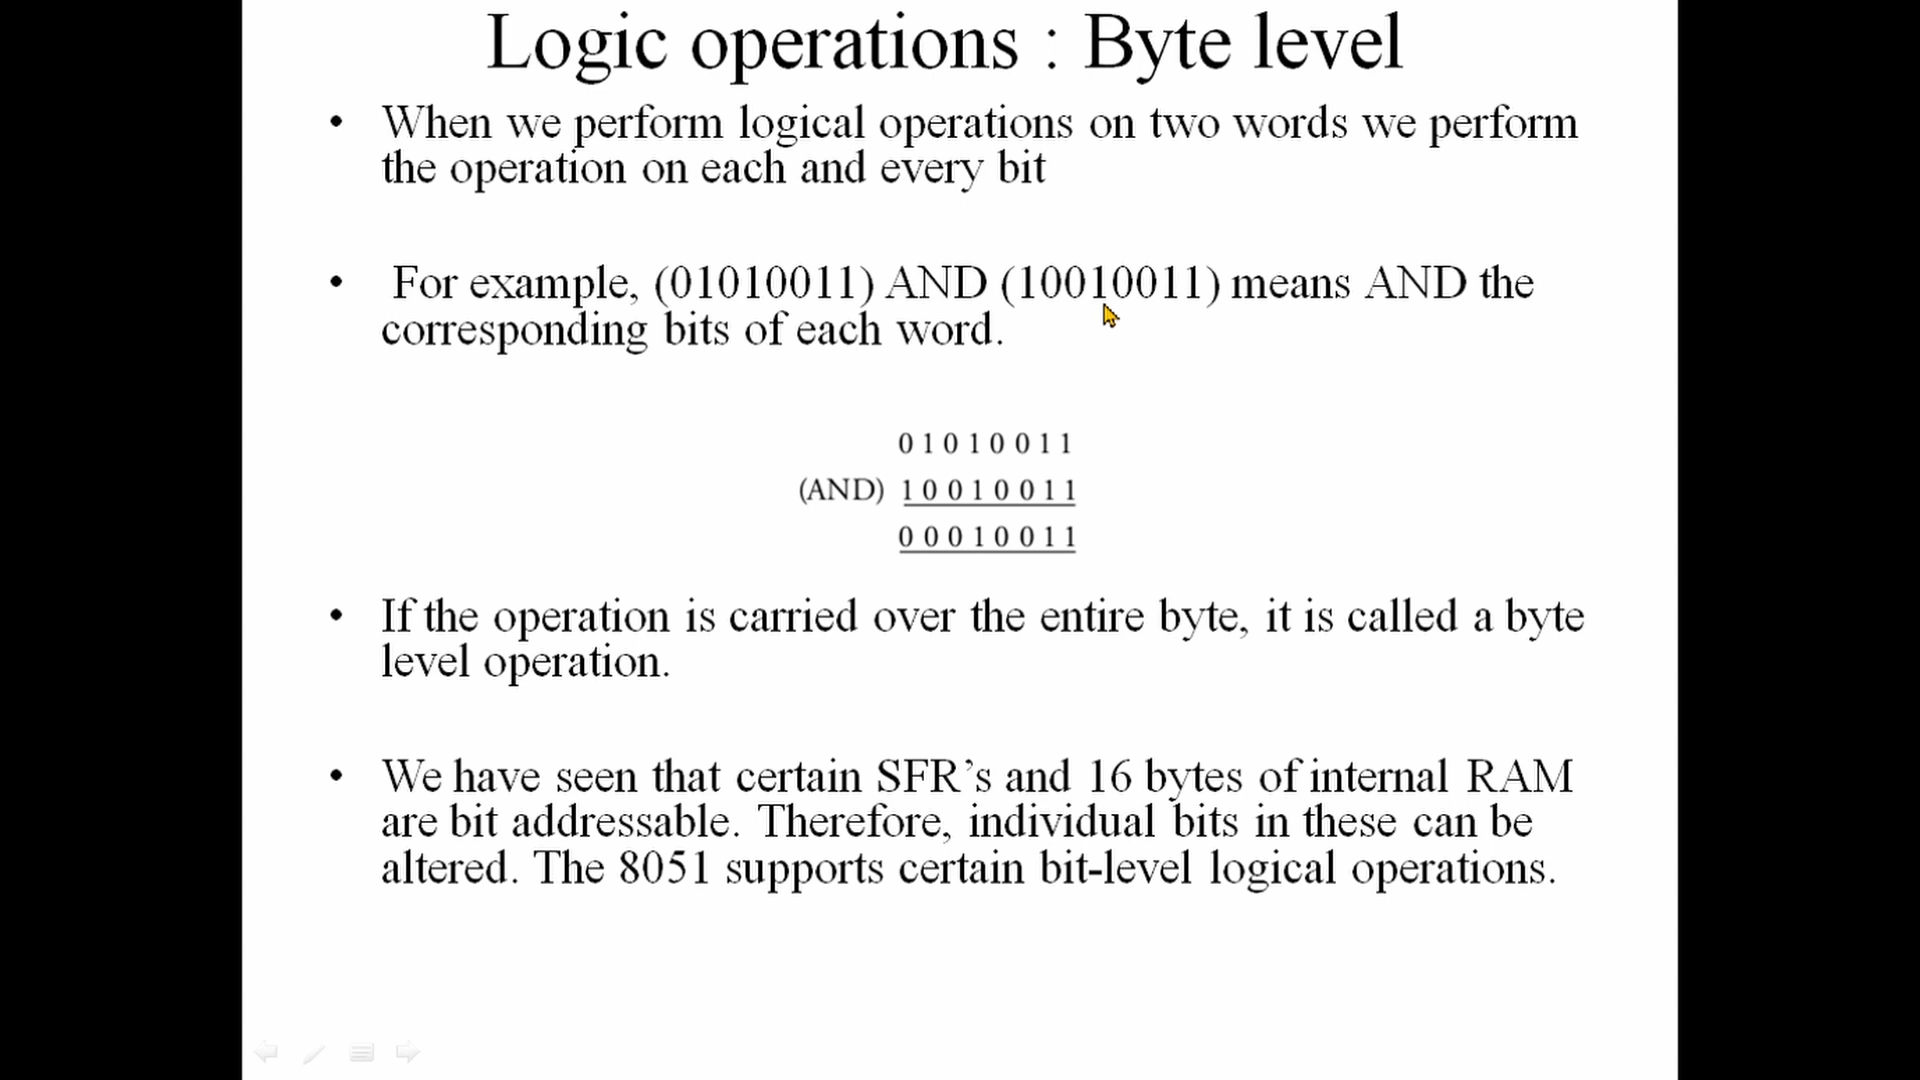 Logic operations : Byte level
• When we perform logical operations on two words we perform
the operation on each and every bit
• For example, (01010011) AND (10010011) means AND the
corresponding bits of each word.
0 1 0 1 0 0 1 1
(AND) 1 0 0 1 0 0 1 1
0 0 0 1 0 0 1 1
• If the operation is carried over the entire byte, it is called a byte
level operation.
• We have seen that certain SFR’s and 16 bytes of internal RAM
are bit addressable. Therefore, individual bits in these can be
altered. The 8051 supports certain bit-level logical operations.